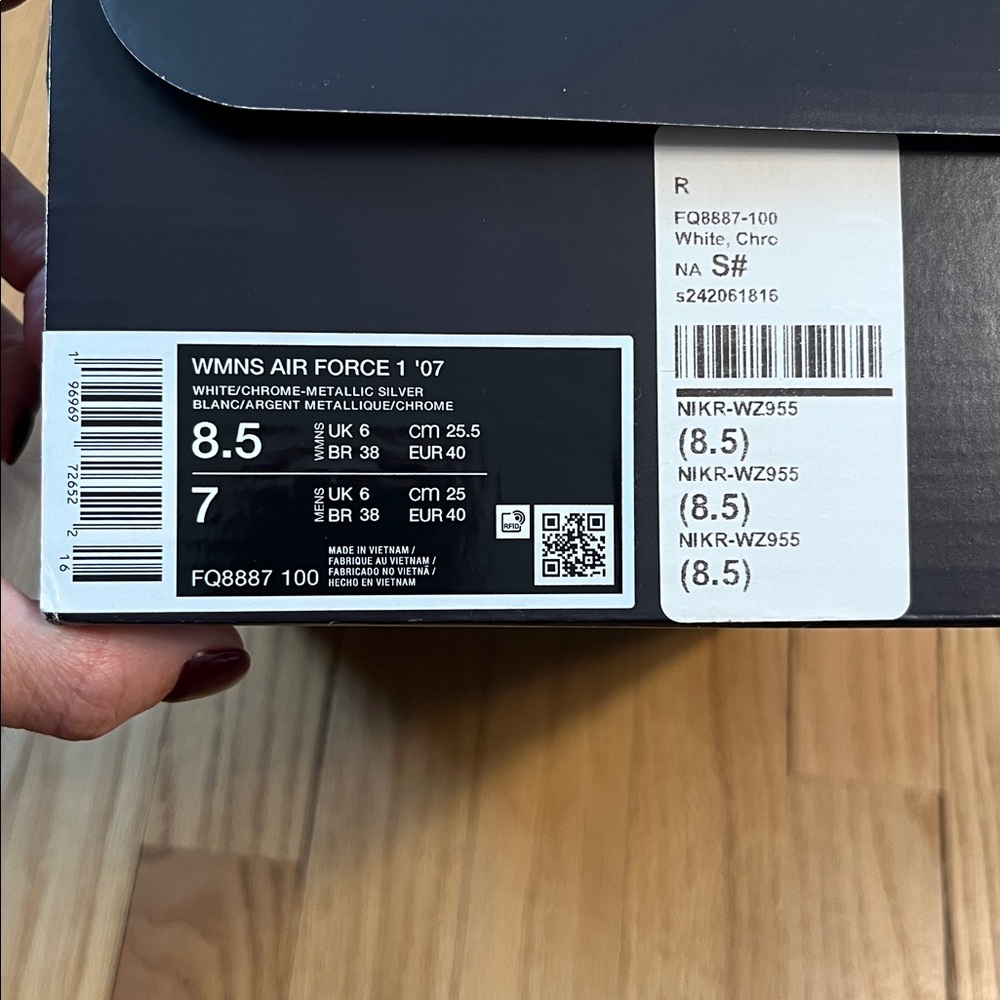 WMNS AIR FORCE 1 '07
WHITE/CHROME-METALLIC SILVER
BLANC/ARGENT METALLIQUE/CHROME
8.5 WMNS UK 6 cm 25.5
BR 38 EUR 40
7 MENS UK 6 cm 25
BR 38 EUR 40
RFID
MADE IN VIETNAM /
FABRIQUE AU VIETNAM /
FABRICADO NO VIETNÃ /
FQ8887 100 HECHO EN VIETNAM
1 96969 72652 2
16
R
FQ8887-100
White, Chro
NA S#
s242061816
NIKR-WZ955
(8.5)
NIKR-WZ955
(8.5)
NIKR-WZ955
(8.5)